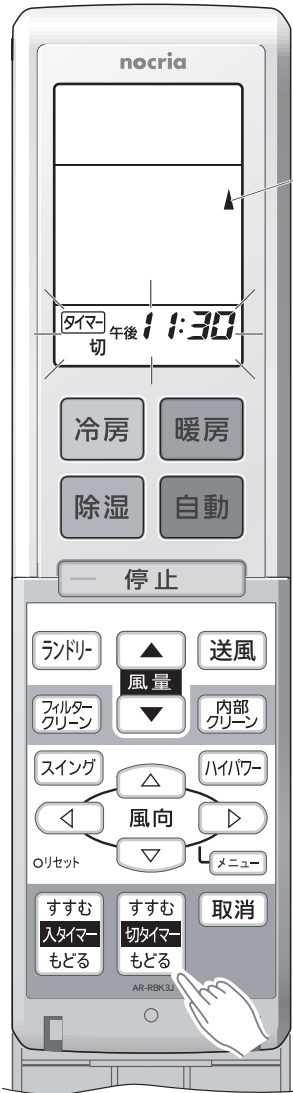 nocria
タイマー 午後 11:30
切
冷房 暖房
除湿 自動
停止
ランドリー ▲ 送風
風量
フィルター
クリーン ▼ 内部
クリーン
スイング △ ハイパワー
◁ 風向 ▷
リセット ▽ メニュー
すすむ すすむ 取消
入タイマー 切タイマー
もどる もどる
AR-RBK3J